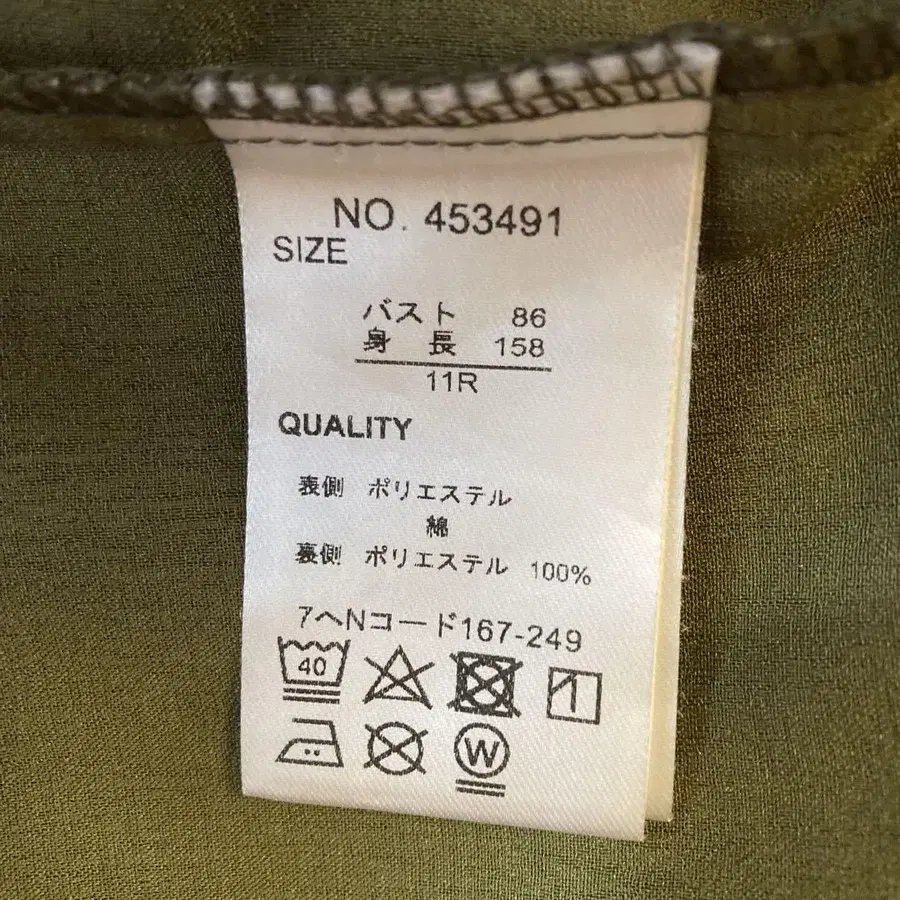 NO. 453491
SIZE
バスト 86
身長 158
11R
QUALITY
表側 ポリエステル
綿
裏側 ポリエステル 100%
7ヘNコード167-249
40
W